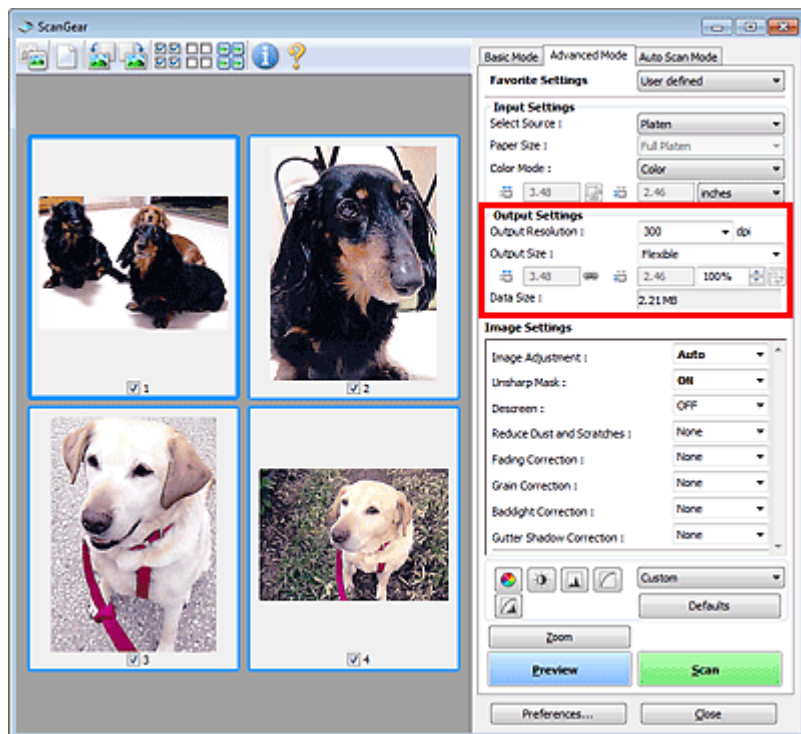 ScanGear
Basic Mode Advanced Mode Auto Scan Mode
Favorite Settings User defined
Input Settings
Select Source : Platen
Paper Size : Full Platen
Color Mode : Color
3.48 2.46 inches
Output Settings
Output Resolution : 300 dpi
Output Size : Flexible
3.48 2.46 100%
Data Size : 2.21 MB
Image Settings
Image Adjustment : Auto
Unsharp Mask : ON
Descreen : OFF
Reduce Dust and Scratches : None
Fading Correction : None
Grain Correction : None
Backlight Correction : None
Gutter Shadow Correction : None
Custom
Defaults
Zoom
Preview Scan
Preferences... Close
1 2
3 4